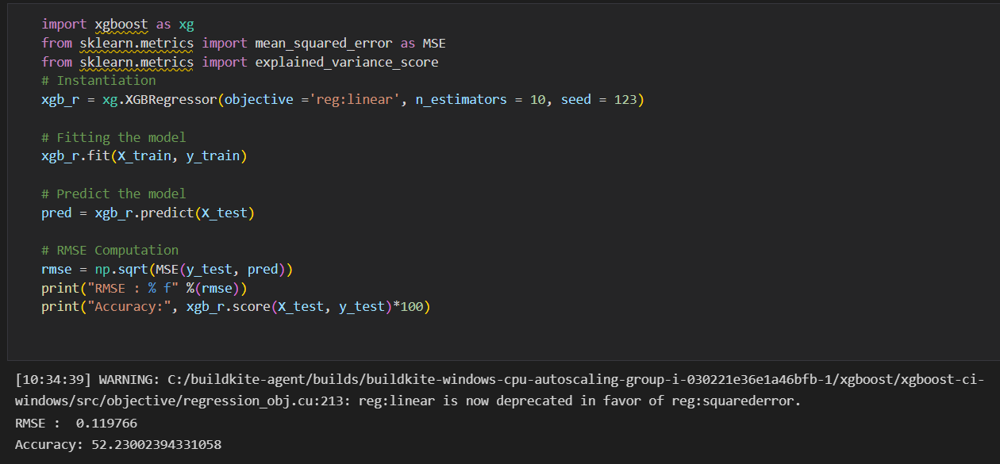 import xgboost as xg
from sklearn.metrics import mean_squared_error as MSE
from sklearn.metrics import explained_variance_score
# Instantiation
xgb_r = xg.XGBRegressor(objective ='reg:linear', n_estimators = 10, seed = 123)
# Fitting the model
xgb_r.fit(X_train, y_train)
# Predict the model
pred = xgb_r.predict(X_test)
# RMSE Computation
rmse = np.sqrt(MSE(y_test, pred))
print("RMSE : % f" %(rmse))
print("Accuracy:", xgb_r.score(X_test, y_test)*100)
[10:34:39] WARNING: C:/buildkite-agent/builds/buildkite-windows-cpu-autoscaling-group-i-030221e36e1a46bfb-1/xgboost/xgboost-ci-
windows/src/objective/regression_obj.cu:213: reg:linear is now deprecated in favor of reg:squarederror.
RMSE :  0.119766
Accuracy: 52.23002394331058